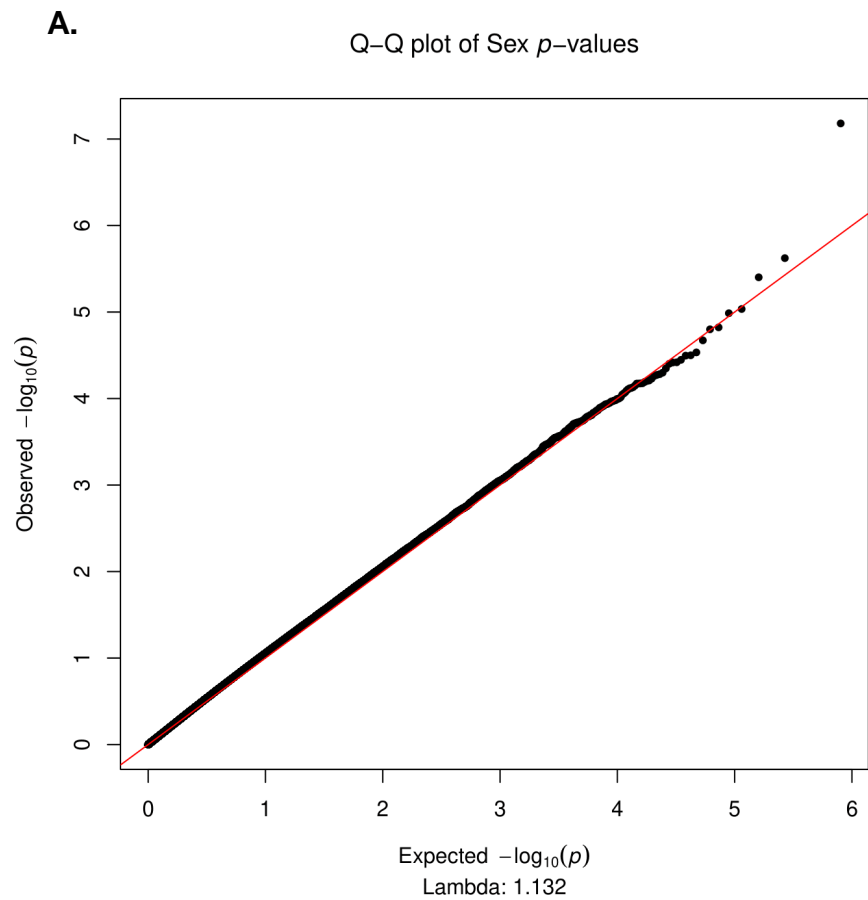 A.
Q–Q plot of Sex p–values
7
6
5
4
3
2
1
0
Observed −log10(p)
0 1 2 3 4 5 6
Expected −log10(p)
Lambda: 1.132